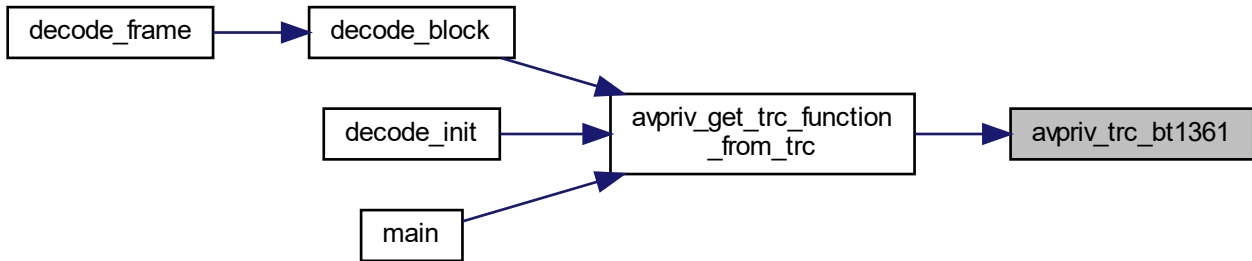 decode_frame
decode_block
decode_init
main
avpriv_get_trc_function
_from_trc
avpriv_trc_bt1361